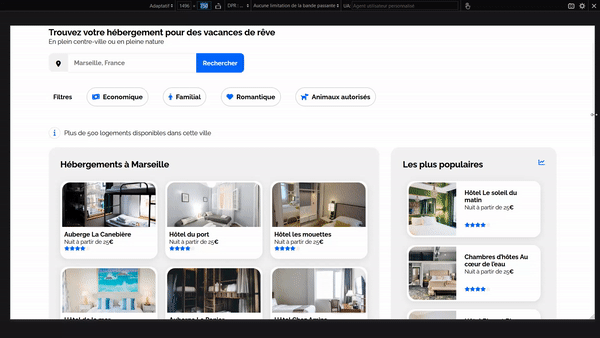 Adaptatif 1496 × 750 DPR : Aucune limitation de la bande passante UA: Agent utilisateur personnalisé
Trouvez votre hébergement pour des vacances de rêve
En plein centre-ville ou en pleine nature
Marseille, France Rechercher
Filtres Economique Familial Romantique Animaux autorisés
Plus de 500 logements disponibles dans cette ville
Hébergements à Marseille
Auberge La Canebière
Nuit à partir de 25€
Hôtel du port
Nuit à partir de 25€
Hôtel les mouettes
Nuit à partir de 25€
Hôtel de la mer
Auberge Le Panier
Hôtel Chez Amina
Les plus populaires
Hôtel Le soleil du
matin
Nuit à partir de 25€
Chambres d'hôtes Au
cœur de l'eau
Nuit à partir de 25€